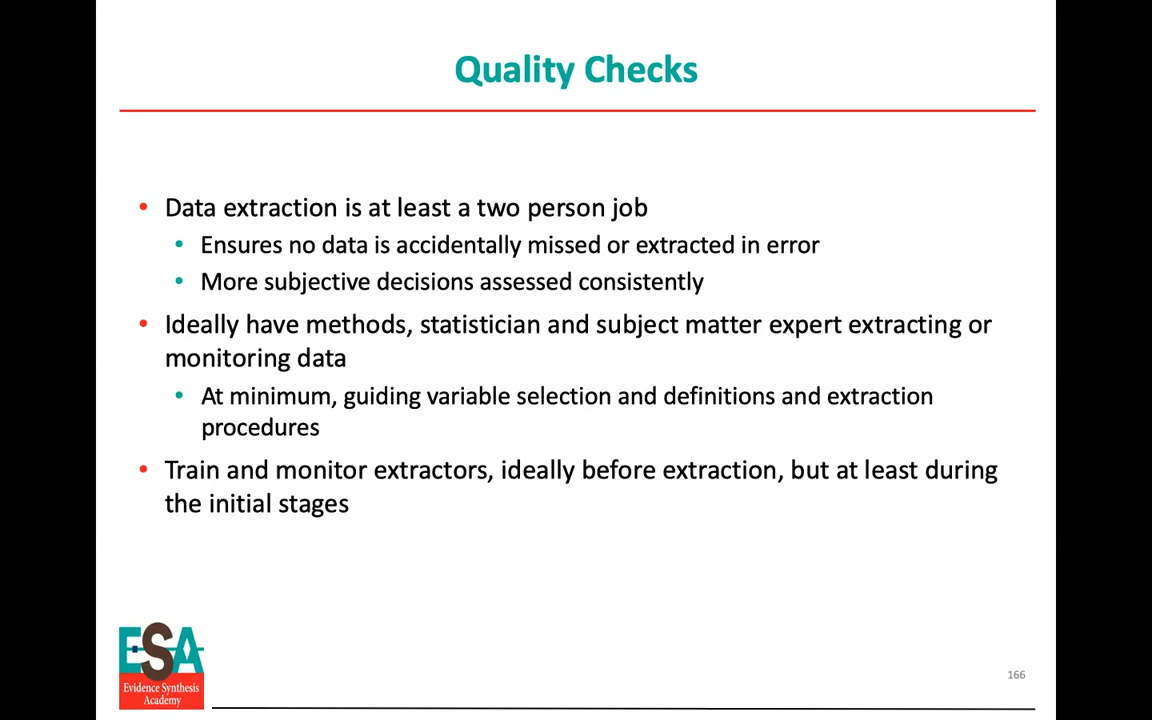 Quality Checks
• Data extraction is at least a two person job
• Ensures no data is accidentally missed or extracted in error
• More subjective decisions assessed consistently
• Ideally have methods, statistician and subject matter expert extracting or
monitoring data
• At minimum, guiding variable selection and definitions and extraction
procedures
• Train and monitor extractors, ideally before extraction, but at least during
the initial stages
ESA
Evidence Synthesis
Academy
166